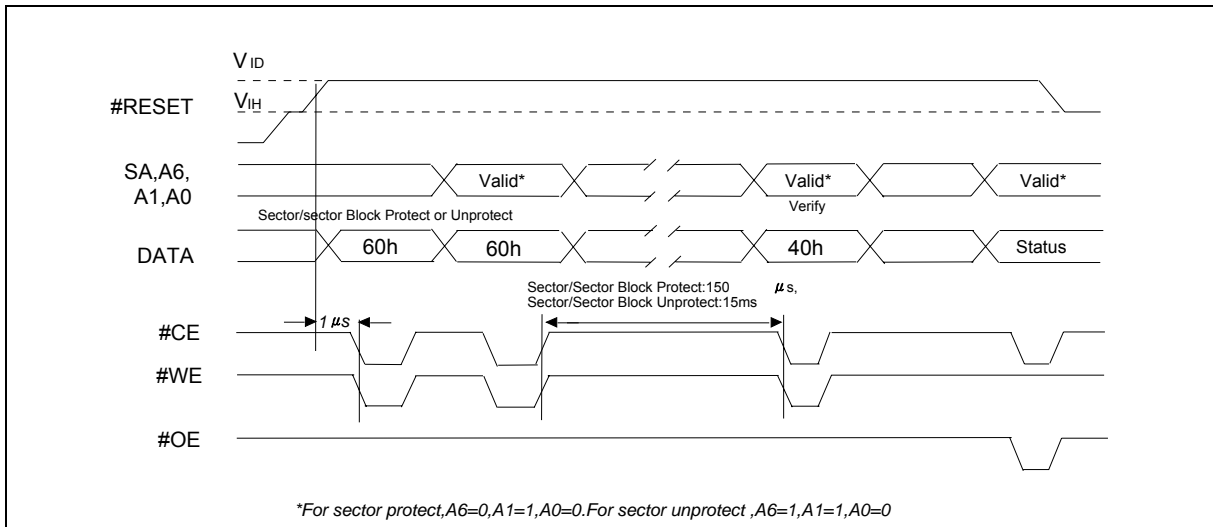 VID
#RESET
VIH
SA,A6,
A1,A0
Valid*
Valid*
Valid*
Verify
Sector/sector Block Protect or Unprotect
DATA
60h
60h
40h
Status
Sector/Sector Block Protect:150 μs,
Sector/Sector Block Unprotect:15ms
1 μs
#CE
#WE
#OE
*For sector protect,A6=0,A1=1,A0=0.For sector unprotect ,A6=1,A1=1,A0=0